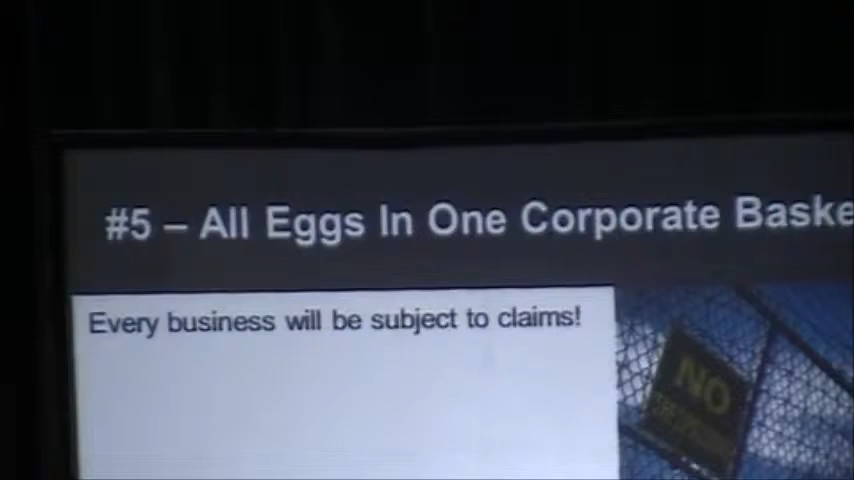 #5 – All Eggs In One Corporate Baske
Every business will be subject to claims!
NO